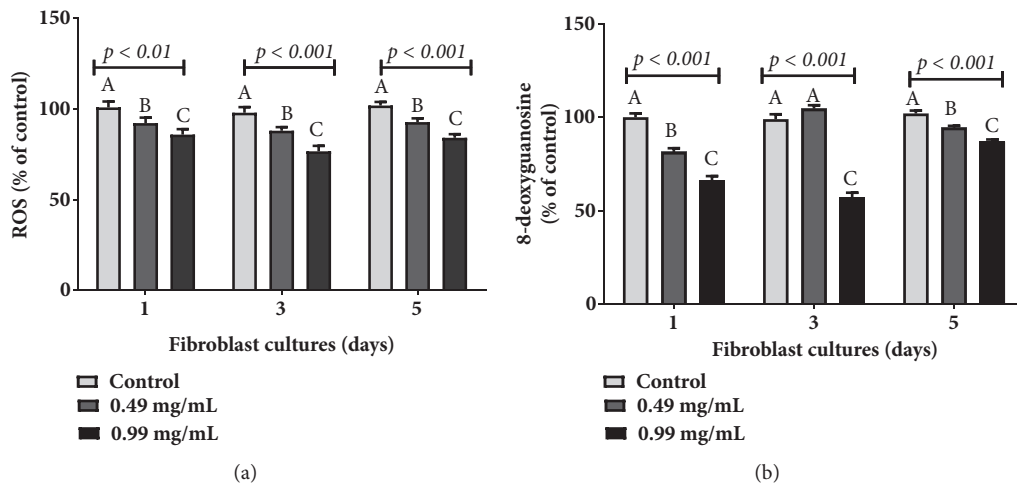 150
p < 0.01
p < 0.001
p < 0.001
A
B
C
A
B
C
A
B
C
100
50
0
ROS (% of control)
1
3
5
Fibroblast cultures (days)
Control
0.49 mg/mL
0.99 mg/mL
(a)
150
p < 0.001
p < 0.001
p < 0.001
A
B
C
A
A
C
A
B
C
100
50
0
8-deoxyguanosine
(% of control)
1
3
5
Fibroblast cultures (days)
Control
0.49 mg/mL
0.99 mg/mL
(b)